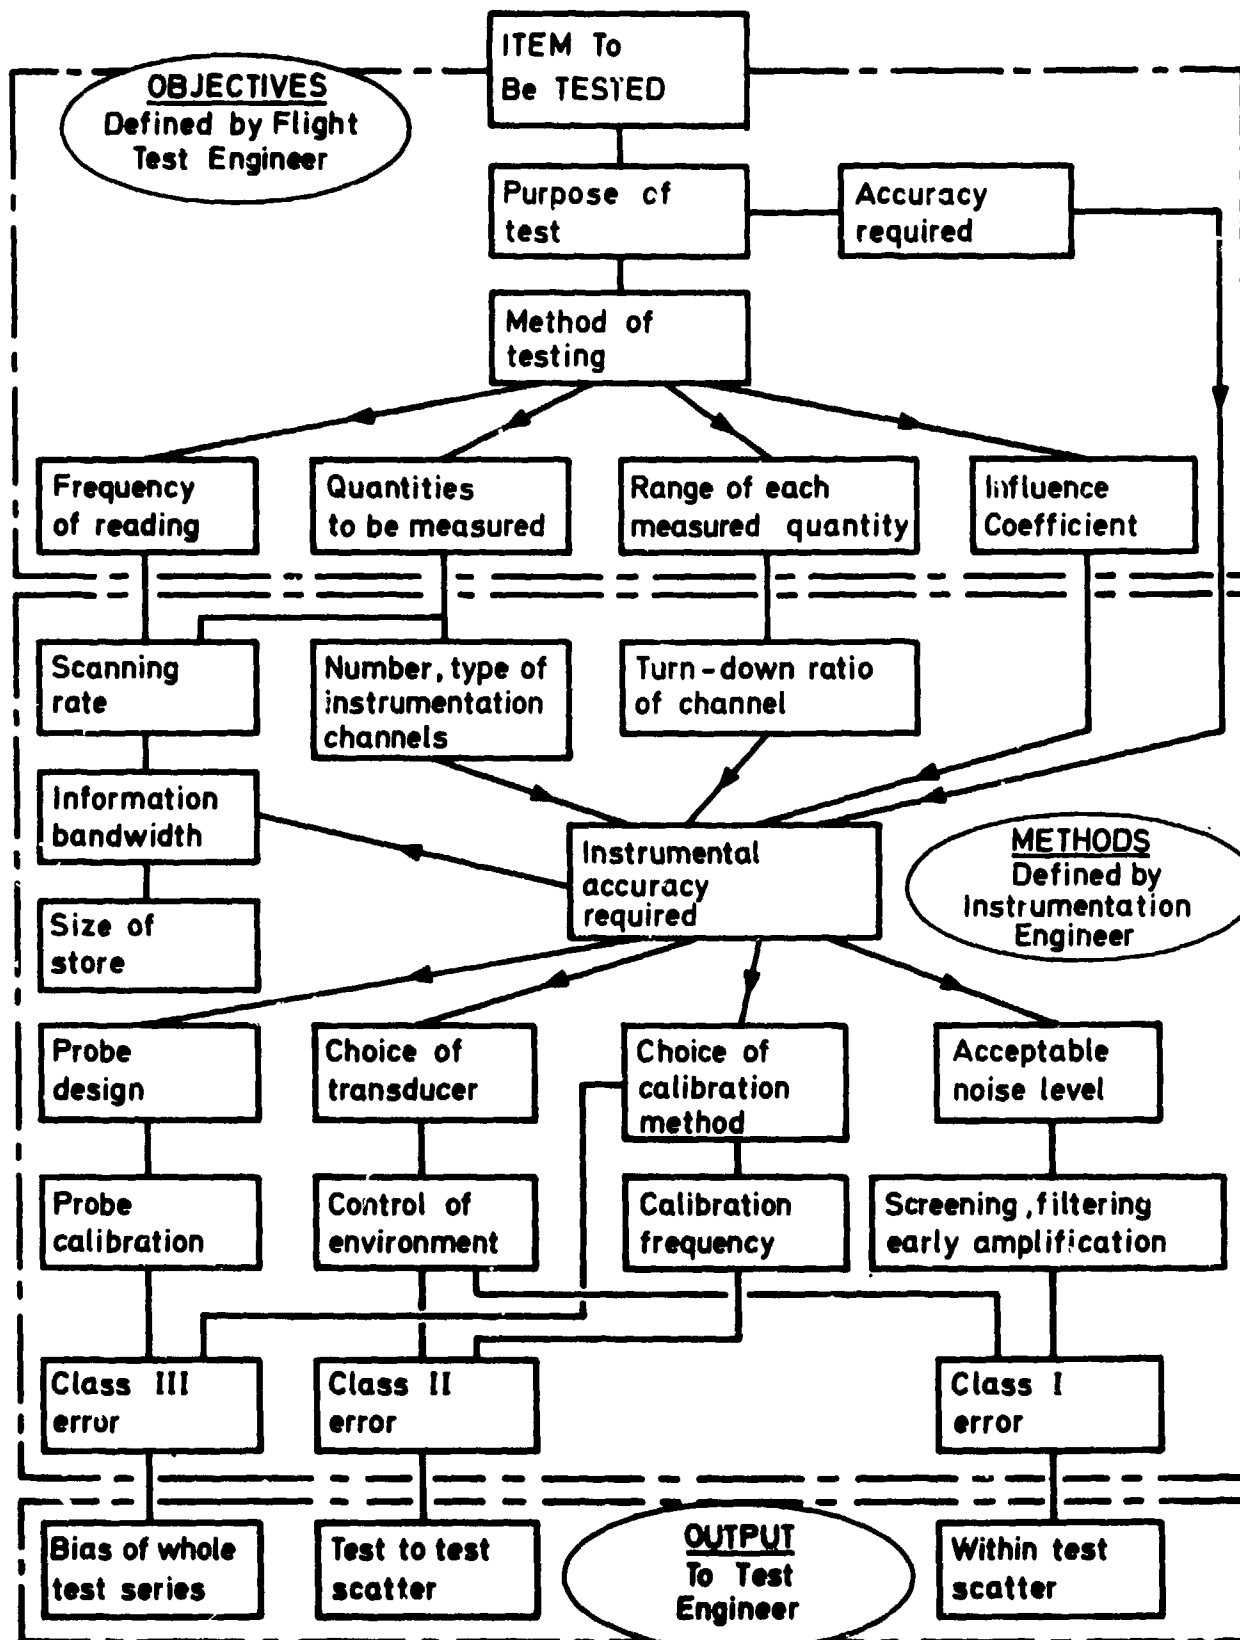 ITEM To
Be TESTED
OBJECTIVES
Defined by Flight
Test Engineer
Purpose of
test
Accuracy
required
Method of
testing
Frequency
of reading
Quantities
to be measured
Range of each
measured quantity
Influence
Coefficient
Scanning
rate
Number, type of
instrumentation
channels
Turn-down ratio
of channel
Information
bandwidth
Instrumental
accuracy
required
METHODS
Defined by
Instrumentation
Engineer
Size of
store
Probe
design
Choice of
transducer
Choice of
calibration
method
Acceptable
noise level
Probe
calibration
Control of
environment
Calibration
frequency
Screening, filtering
early amplification
Class III
error
Class II
error
Class I
error
Bias of whole
test series
Test to test
scatter
OUTPUT
To Test
Engineer
Within test
scatter